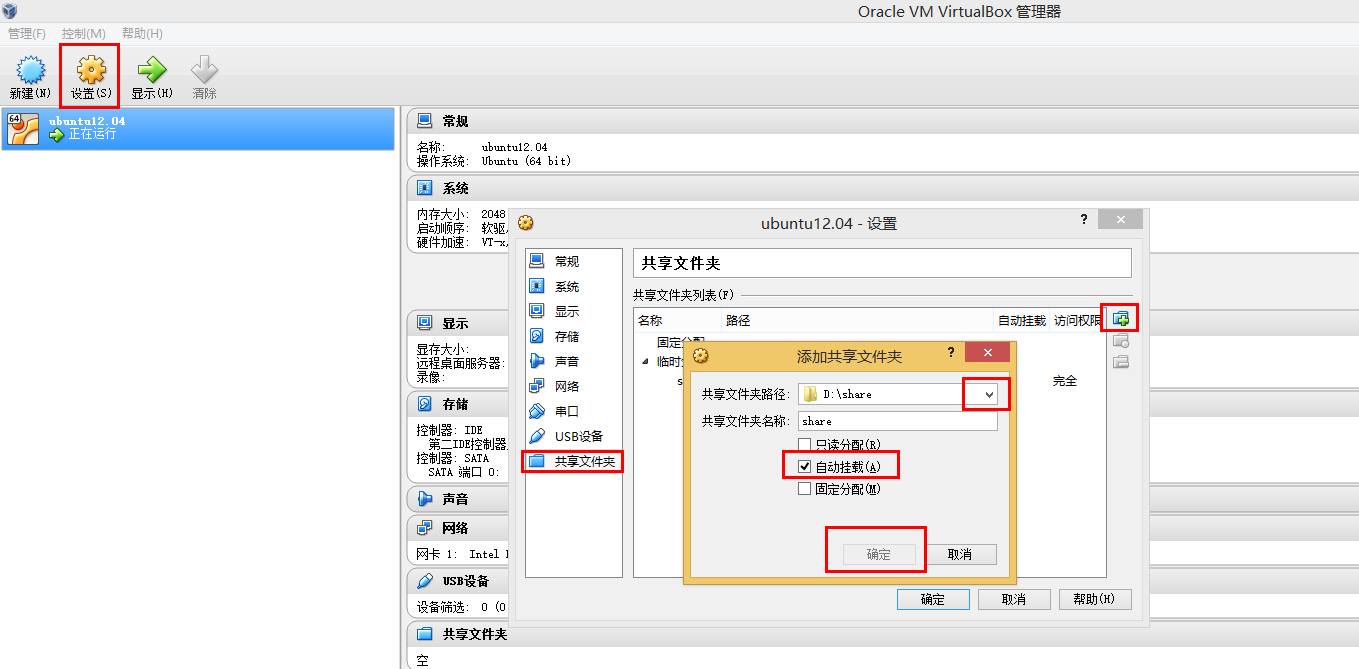 Oracle VM VirtualBox 管理器
管理(F) 控制(M) 帮助(H)
新建(N) 设置(S) 显示(H) 清除
64 ubuntu12.04
正在运行
常规
名称: ubuntu12.04
操作系统: Ubuntu (64 bit)
系统
内存大小: 2048
启动顺序: 软驱
硬件加速: VT-x
显示
显存大小:
远程桌面服务器:
录像:
存储
控制器: IDE
第二IDE控制器
控制器: SATA
SATA 端口 0:
声音
网络
网卡 1: Intel
USB设备
设备筛选: 0 (0
共享文件夹
空
ubuntu12.04 - 设置
?
常规
系统
显示
存储
声音
网络
串口
USB设备
共享文件夹
共享文件夹
共享文件夹列表(F)
名称 路径 自动挂载 访问权限
固定分配
临时
s
完全
添加共享文件夹
?
共享文件夹路径: D:\share
共享文件夹名称: share
只读分配(R)
自动挂载(A)
固定分配(M)
确定 取消
确定 取消 帮助(H)